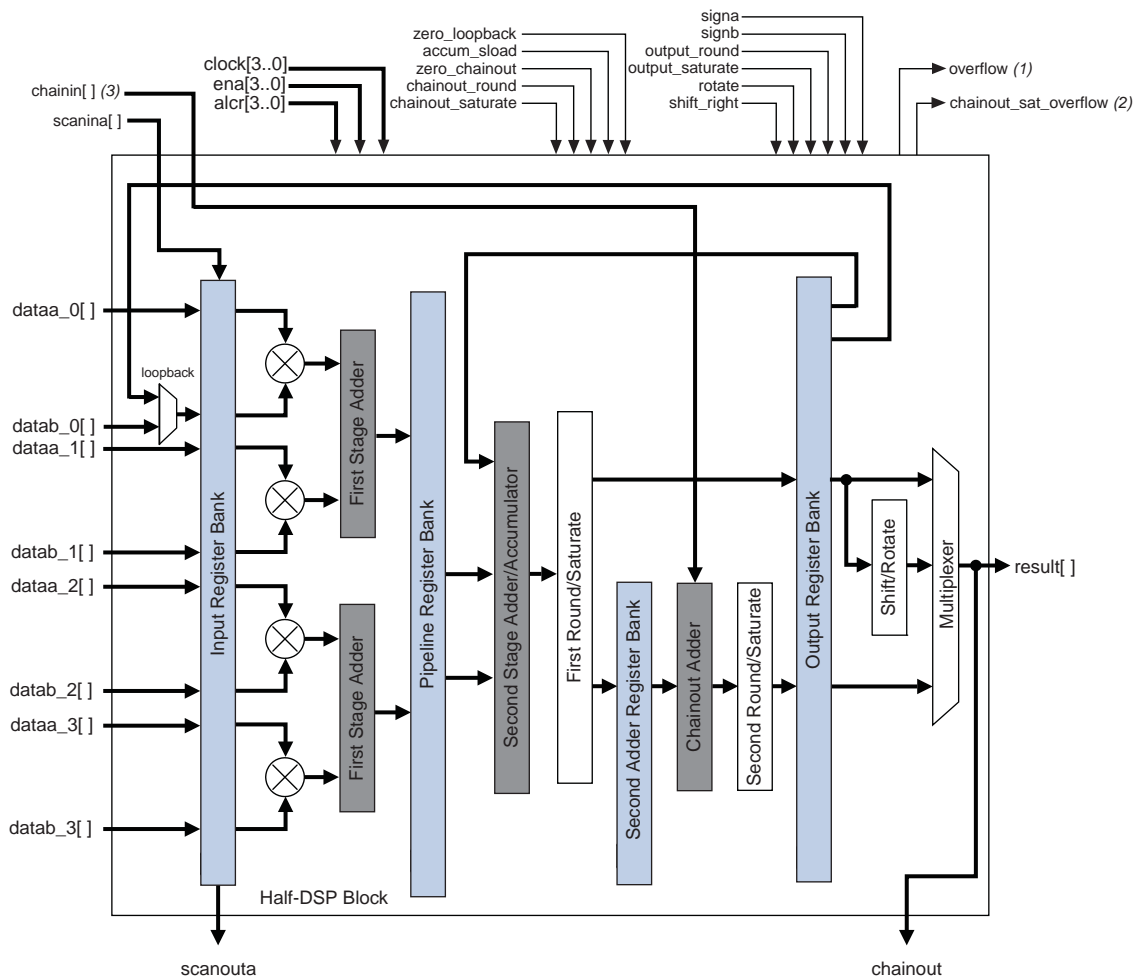 signa
signb
output_round
output_saturate
rotate
shift_right
zero_loopback
accum_sload
zero_chainout
chainout_round
chainout_saturate
clock[3..0]
ena[3..0]
alcr[3..0]
overflow (1)
chainout_sat_overflow (2)
chainin[ ] (3)
scanina[ ]
dataa_0[ ]
loopback
datab_0[ ]
dataa_1[ ]
datab_1[ ]
dataa_2[ ]
datab_2[ ]
dataa_3[ ]
datab_3[ ]
Input Register Bank
First Stage Adder
First Stage Adder
Pipeline Register Bank
Second Stage Adder/Accumulator
First Round/Saturate
Second Adder Register Bank
Chainout Adder
Second Round/Saturate
Output Register Bank
Shift/Rotate
Multiplexer
result[ ]
Half-DSP Block
scanouta
chainout